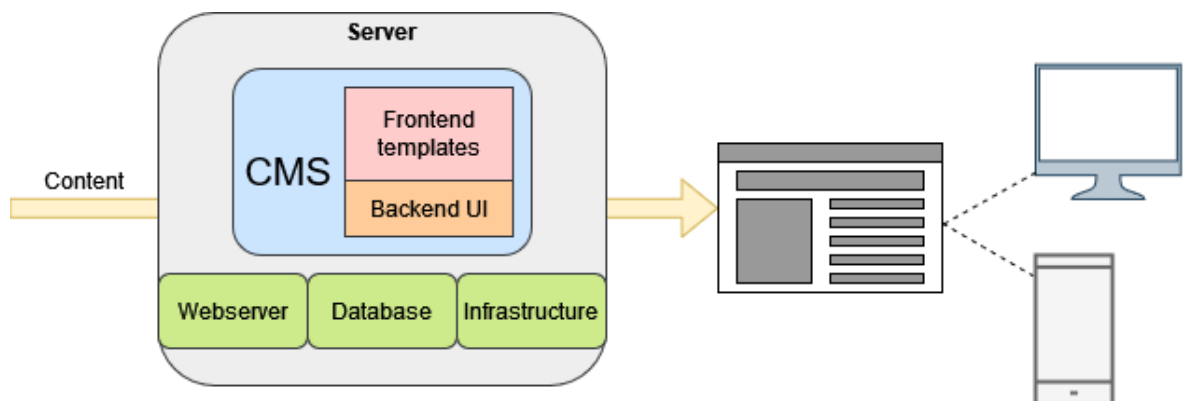 Server
Frontend
templates
CMS
Content
Backend UI
Webserver
Database
Infrastructure